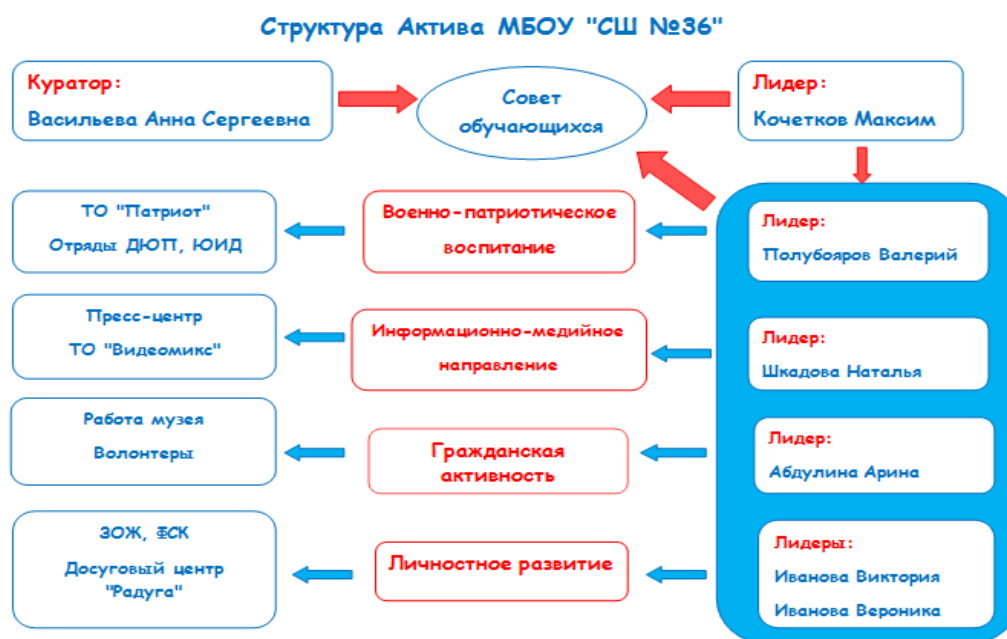 Структура Актива МБОУ "СШ №36"
Куратор:
Васильева Анна Сергеевна
Совет
обучающихся
Лидер:
Кочетков Максим
ТО "Патриот"
Отряды ДЮП, ЮИД
Военно-патриотическое
воспитание
Лидер:
Полубояров Валерий
Пресс-центр
ТО "Видеомикс"
Информационно-медийное
направление
Лидер:
Шкадова Наталья
Работа музея
Волонтеры
Гражданская
активность
Лидер:
Абдулина Арина
ЗОЖ, ФСК
Досуговый центр
"Радуга"
Личностное развитие
Лидеры:
Иванова Виктория
Иванова Вероника